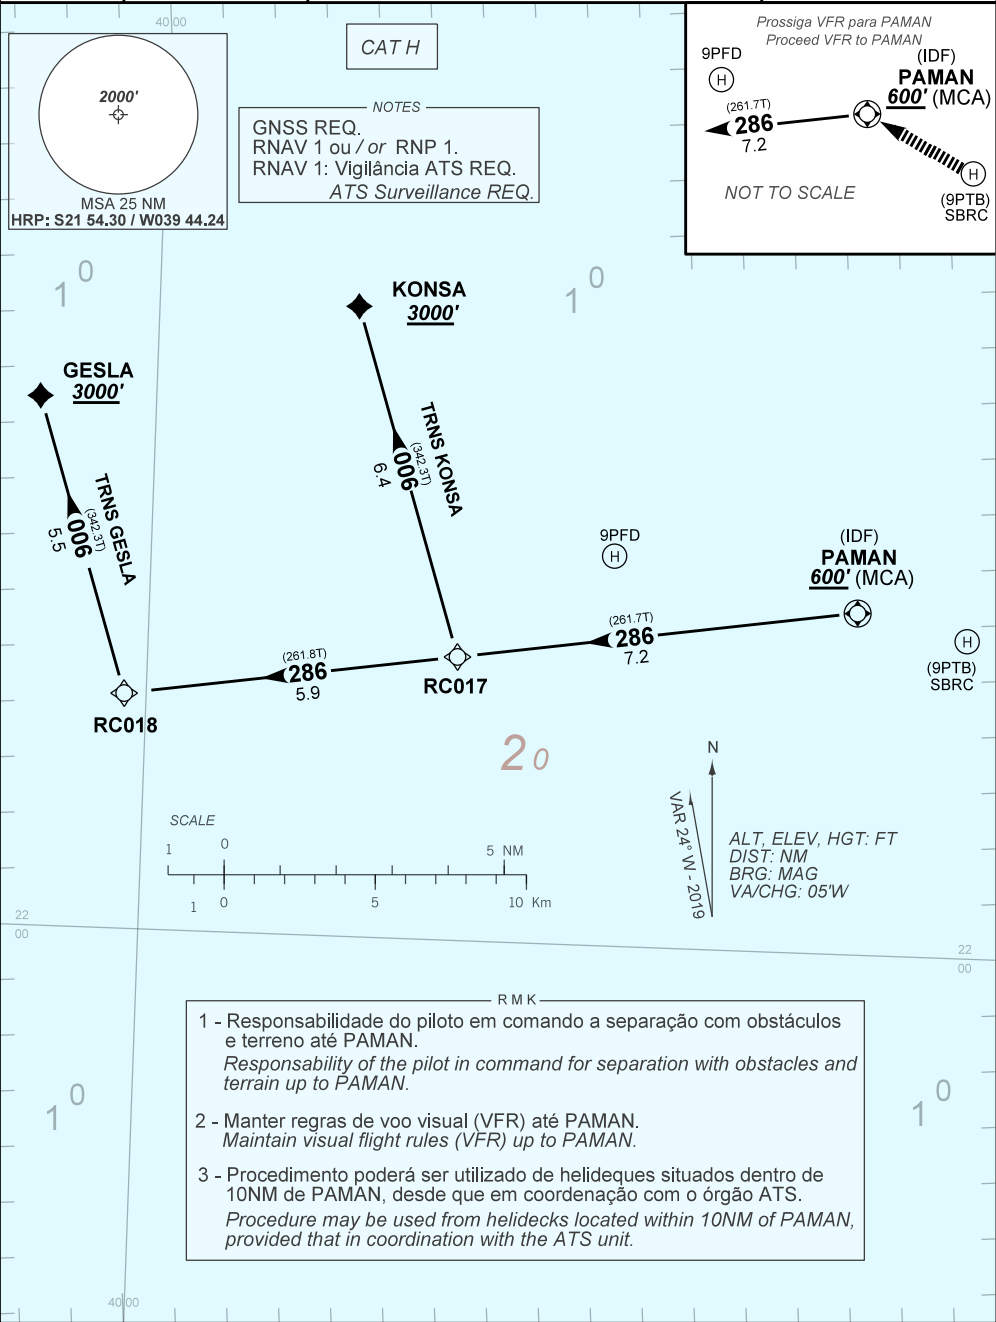 40 00
2000'
MSA 25 NM
HRP: S21 54.30 / W039 44.24
CAT H
NOTES
GNSS REQ.
RNAV 1 ou / or RNP 1.
RNAV 1: Vigilância ATS REQ.
ATS Surveillance REQ.
Prossiga VFR para PAMAN
Proceed VFR to PAMAN
9PFD
H
(IDF)
PAMAN
600' (MCA)
(261.7T)
286
7.2
H
(9PTB)
SBRC
NOT TO SCALE
1 0
1 0
KONSA
3000'
GESLA
3000'
TRNS KONSA
(342.3T)
006
6.4
TRNS GESLA
(342.3T)
006
5.5
9PFD
H
(IDF)
PAMAN
600' (MCA)
(261.7T)
286
7.2
H
(9PTB)
SBRC
(261.8T)
286
5.9
RC017
RC018
2 0
N
VAR 24° W - 2019
ALT, ELEV, HGT: FT
DIST: NM
BRG: MAG
VA/CHG: 05'W
SCALE
1 0 5 NM
1 0 5 10 Km
22
00
22
00
RMK
1 - Responsabilidade do piloto em comando a separação com obstáculos
e terreno até PAMAN.
Responsability of the pilot in command for separation with obstacles and
terrain up to PAMAN.
2 - Manter regras de voo visual (VFR) até PAMAN.
Maintain visual flight rules (VFR) up to PAMAN.
3 - Procedimento poderá ser utilizado de helideques situados dentro de
10NM de PAMAN, desde que em coordenação com o órgão ATS.
Procedure may be used from helidecks located within 10NM of PAMAN,
provided that in coordination with the ATS unit.
1 0
1 0
40 00